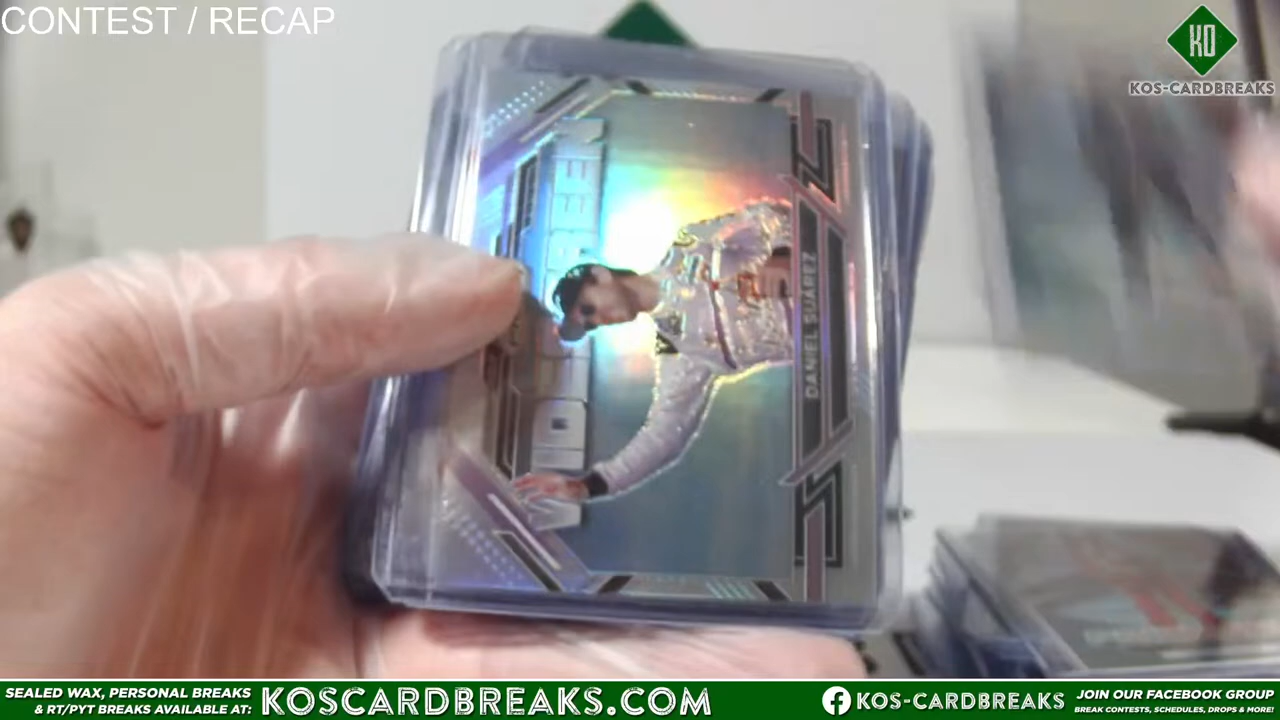 CONTEST / RECAP
KO
KOS-CARDBREAKS
DANIEL SUÁREZ
SEALED WAX, PERSONAL BREAKS
& RT/PYT BREAKS AVAILABLE AT:
KOSCARDBREAKS.COM
KOS-CARDBREAKS
JOIN OUR FACEBOOK GROUP
BREAK CONTESTS, SCHEDULES, DROPS & MORE!